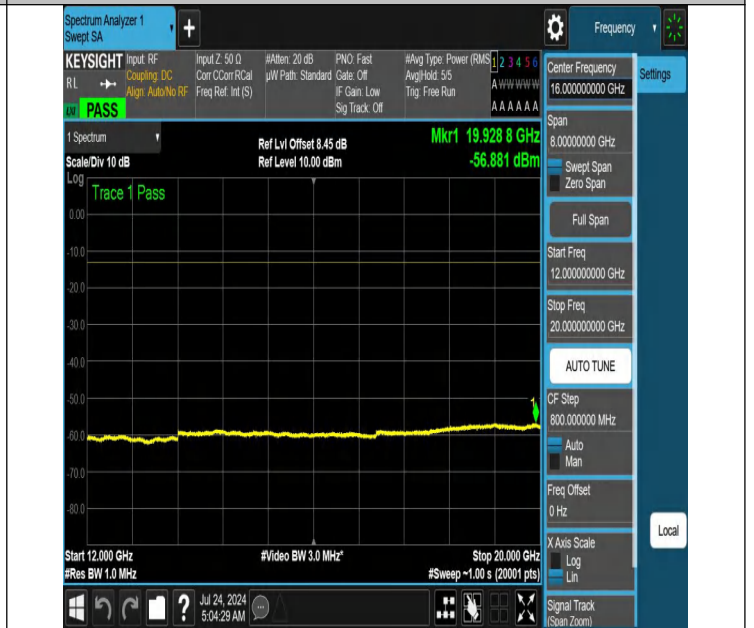 Spectrum Analyzer 1
Swept SA
+
Frequency
KEYSIGHT
RL
PASS
Input: RF
Coupling: DC
Align: Auto/No RF
Input Z: 50 Ω
Corr CCorr RCal
Freq Ref: Int (S)
#Atten: 20 dB
µW Path: Standard
PNO: Fast
Gate: Off
IF Gain: Low
Sig Track: Off
#Avg Type: Power (RMS
Avg|Hold: 5/5
Trig: Free Run
1 2 3 4 5 6
A W W W W W
A A A A A A
1 Spectrum
Scale/Div 10 dB
Ref Lvl Offset 8.45 dB
Ref Level 10.00 dBm
Mkr1 19.928 8 GHz
-56.881 dBm
Log
Trace 1 Pass
0.00
-10.0
-20.0
-30.0
-40.0
-50.0
-60.0
-70.0
-80.0
1
Start 12.000 GHz
#Res BW 1.0 MHz
#Video BW 3.0 MHz*
Stop 20.000 GHz
#Sweep ~1.00 s (20001 pts)
Center Frequency
16.000000000 GHz
Settings
Span
8.00000000 GHz
Swept Span
Zero Span
Full Span
Start Freq
12.000000000 GHz
Stop Freq
20.000000000 GHz
AUTO TUNE
CF Step
800.000000 MHz
Auto
Man
Freq Offset
0 Hz
X Axis Scale
Log
Lin
Local
Signal Track
(Span Zoom)
?
Jul 24, 2024
5:04:29 AM